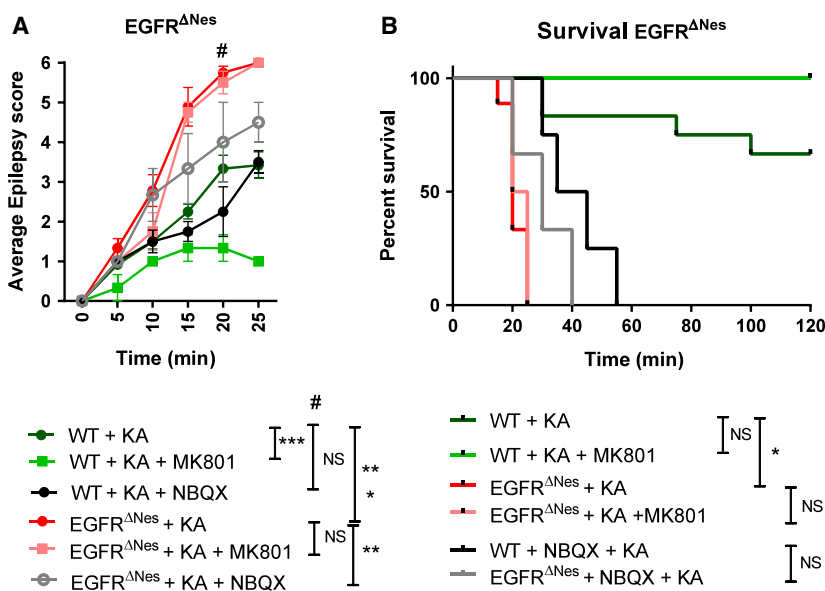 A
EGFR^ΔNes
#
Average Epilepsy score
6
5
4
3
2
1
0
0 5 10 15 20 25
Time (min)
#
WT + KA
WT + KA + MK801
WT + KA + NBQX
EGFR^ΔNes + KA
EGFR^ΔNes + KA + MK801
EGFR^ΔNes + KA + NBQX
***
NS
**
*
NS
**
B
Survival EGFR^ΔNes
Percent survival
100
50
0
0 20 40 60 80 100 120
Time (min)
WT + KA
WT + KA + MK801
EGFR^ΔNes + KA
EGFR^ΔNes + KA +MK801
WT + NBQX + KA
EGFR^ΔNes + NBQX + KA
NS
*
NS
NS